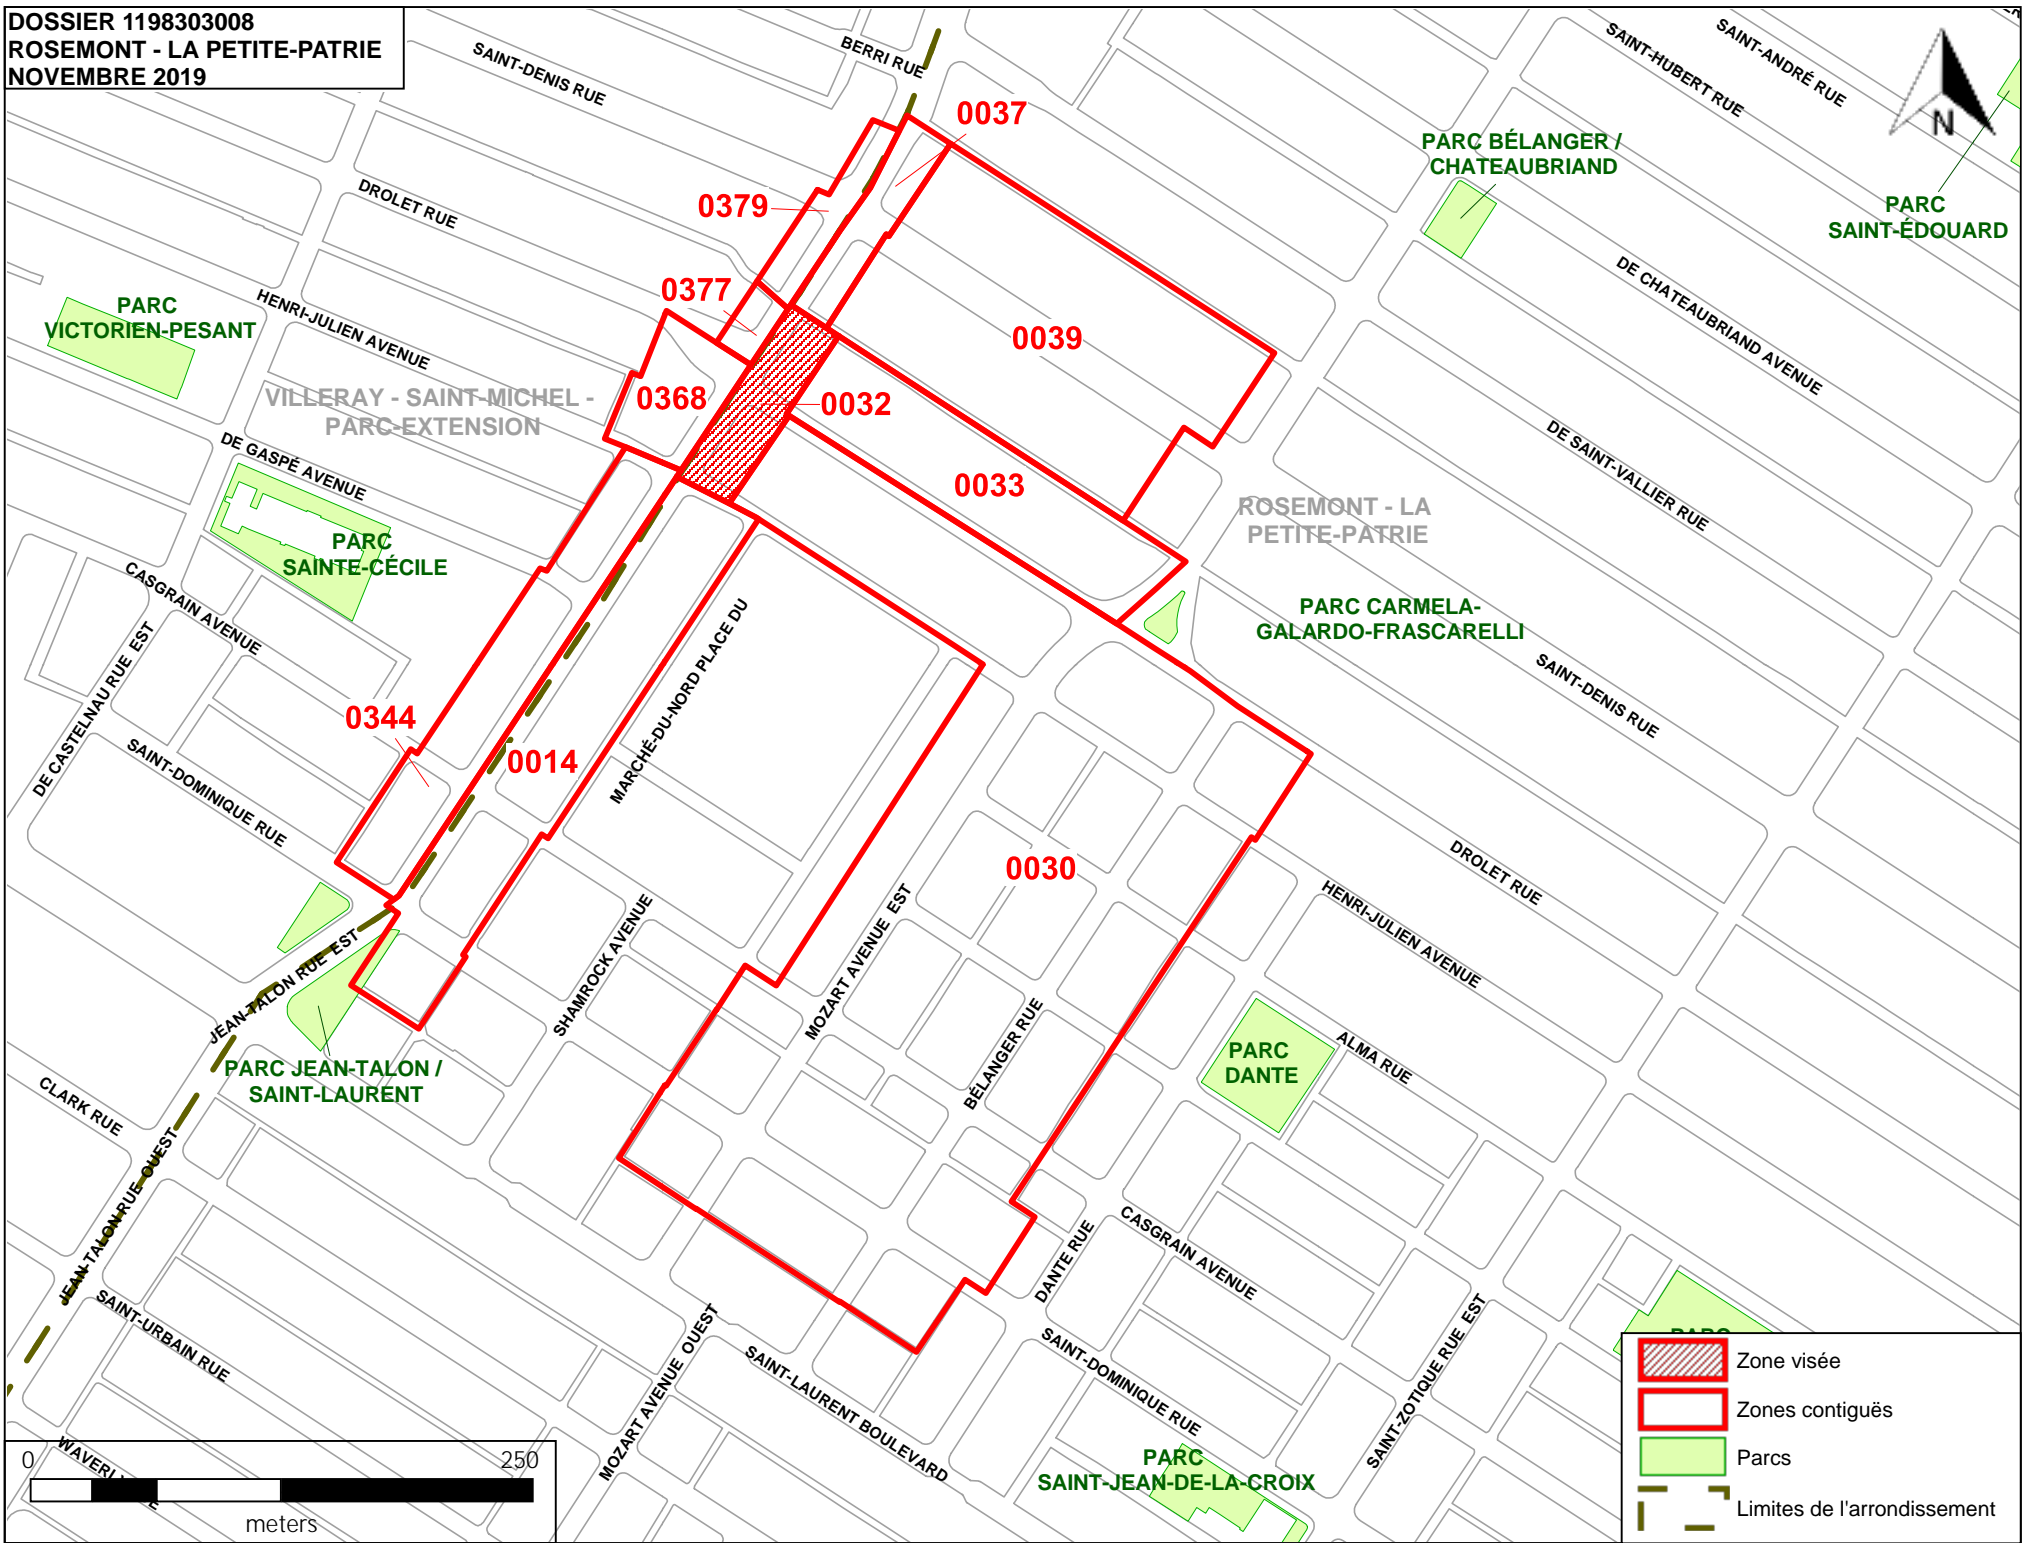 DOSSIER 1198303008
ROSEMONT - LA PETITE-PATRIE
NOVEMBRE 2019
SAINT-DENIS RUE
BERRI RUE
SAINT-HUBERT RUE
SAINT-ANDRÉ RUE
N
0037
PARC BÉLANGER /
CHATEAUBRIAND
PARC
SAINT-ÉDOUARD
DROLET RUE
0379
DE CHATEAUBRIAND AVENUE
0377
HENRI-JULIEN AVENUE
PARC
VICTORIEN-PESANT
0039
0368
0032
VILLERAY - SAINT-MICHEL -
PARC-EXTENSION
DE GASPÉ AVENUE
DE SAINT-VALLIER RUE
0033
ROSEMONT - LA
PETITE-PATRIE
PARC
SAINTE-CÉCILE
CASGRAIN AVENUE
PARC CARMELA-
GALARDO-FRASCARELLI
DE CASTELNAU RUE EST
MARCHÉ-DU-NORD PLACE DU
SAINT-DENIS RUE
0344
SAINT-DOMINIQUE RUE
0014
0030
DROLET RUE
HENRI-JULIEN AVENUE
SHAMROCK AVENUE
MOZART AVENUE EST
JEAN-TALON RUE EST
BÉLANGER RUE
ALMA RUE
PARC
DANTE
PARC JEAN-TALON /
SAINT-LAURENT
CLARK RUE
JEAN-TALON RUE OUEST
DANTE RUE
CASGRAIN AVENUE
SAINT-URBAIN RUE
MOZART AVENUE OUEST
SAINT-LAURENT BOULEVARD
SAINT-DOMINIQUE RUE
SAINT-ZOTIQUE RUE EST
PARC
PARC
SAINT-JEAN-DE-LA-CROIX
0 250
meters
Zone visée
Zones contiguës
Parcs
Limites de l'arrondissement